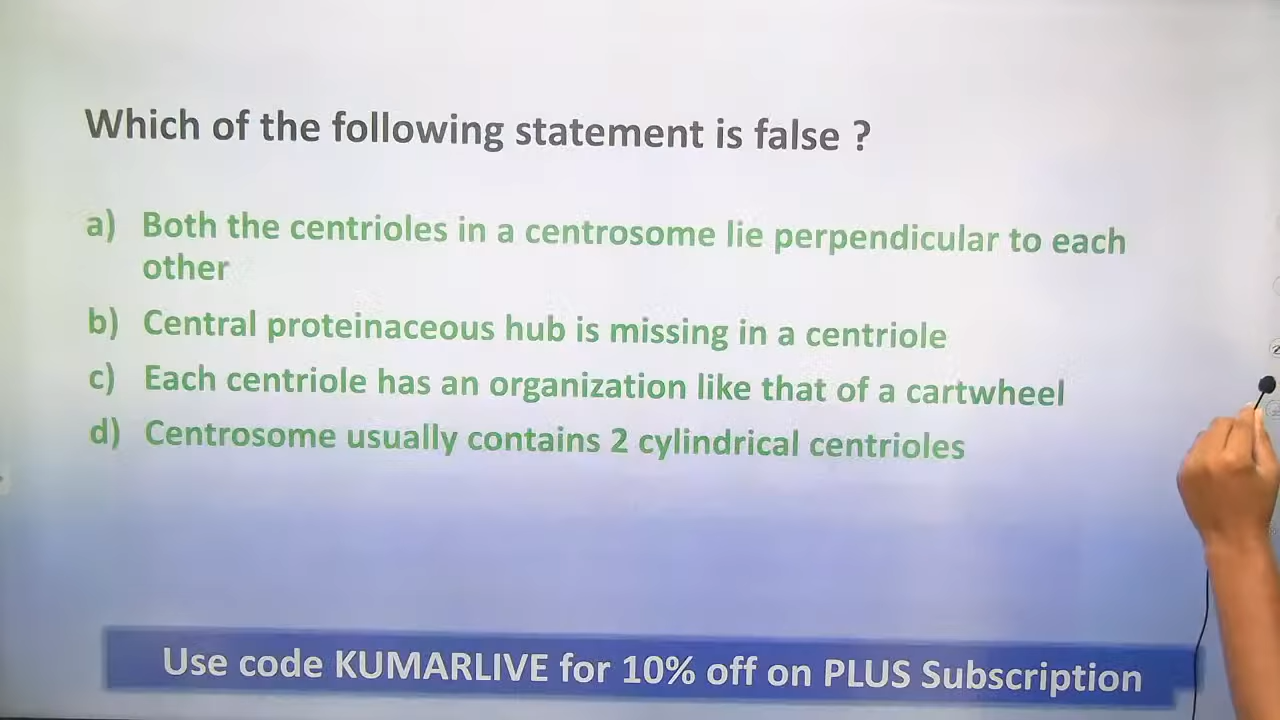 Which of the following statement is false ?
a) Both the centrioles in a centrosome lie perpendicular to each
other
b) Central proteinaceous hub is missing in a centriole
c) Each centriole has an organization like that of a cartwheel
d) Centrosome usually contains 2 cylindrical centrioles
Use code KUMARLIVE for 10% off on PLUS Subscription